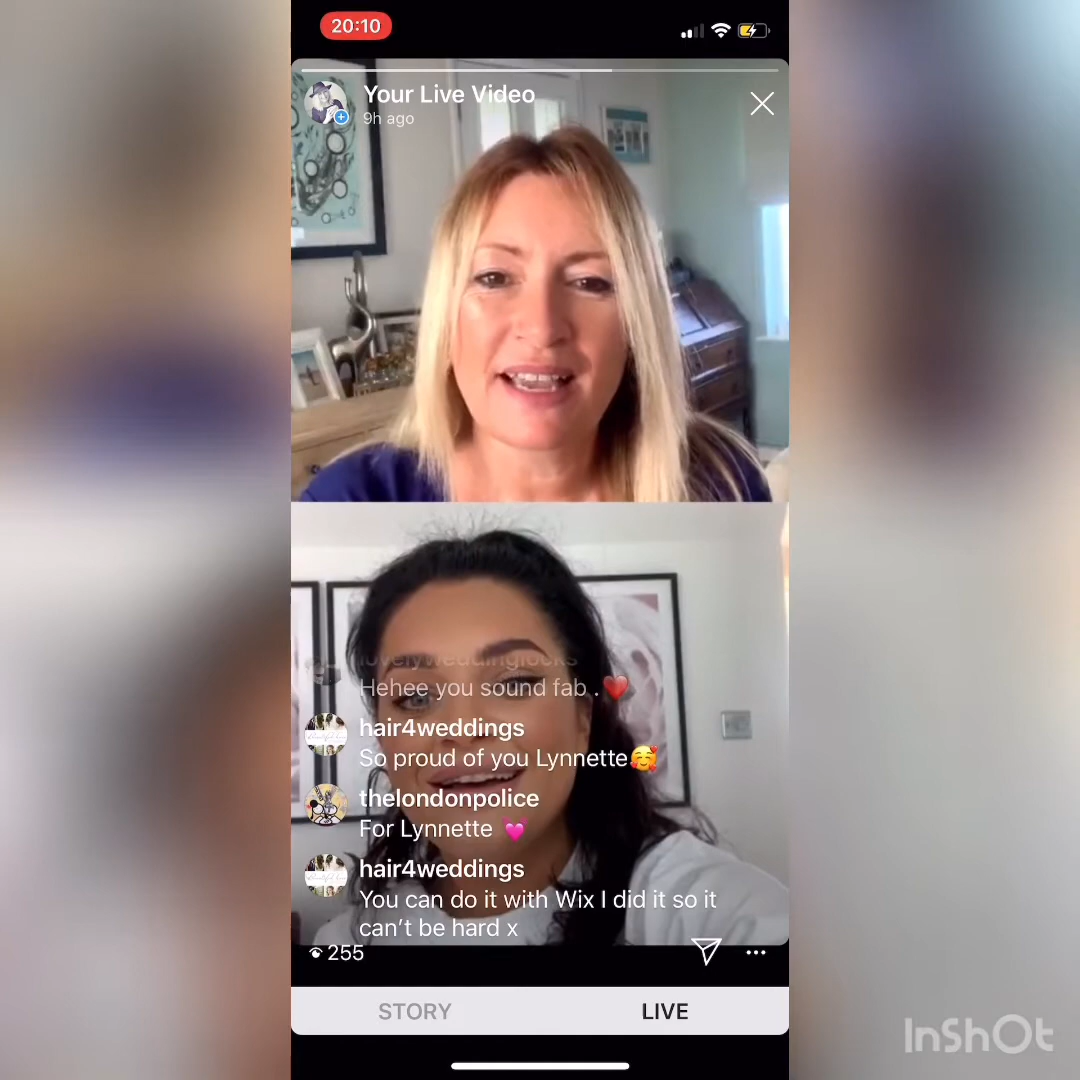 20:10
Your Live Video
9h ago
lovelyweddinglocks
Hehee you sound fab .❤️
hair4weddings
So proud of you Lynnette🥰
thelondonpolice
For Lynnette 💓
hair4weddings
You can do it with Wix I did it so it
can't be hard x
255
STORY
LIVE
InShOt